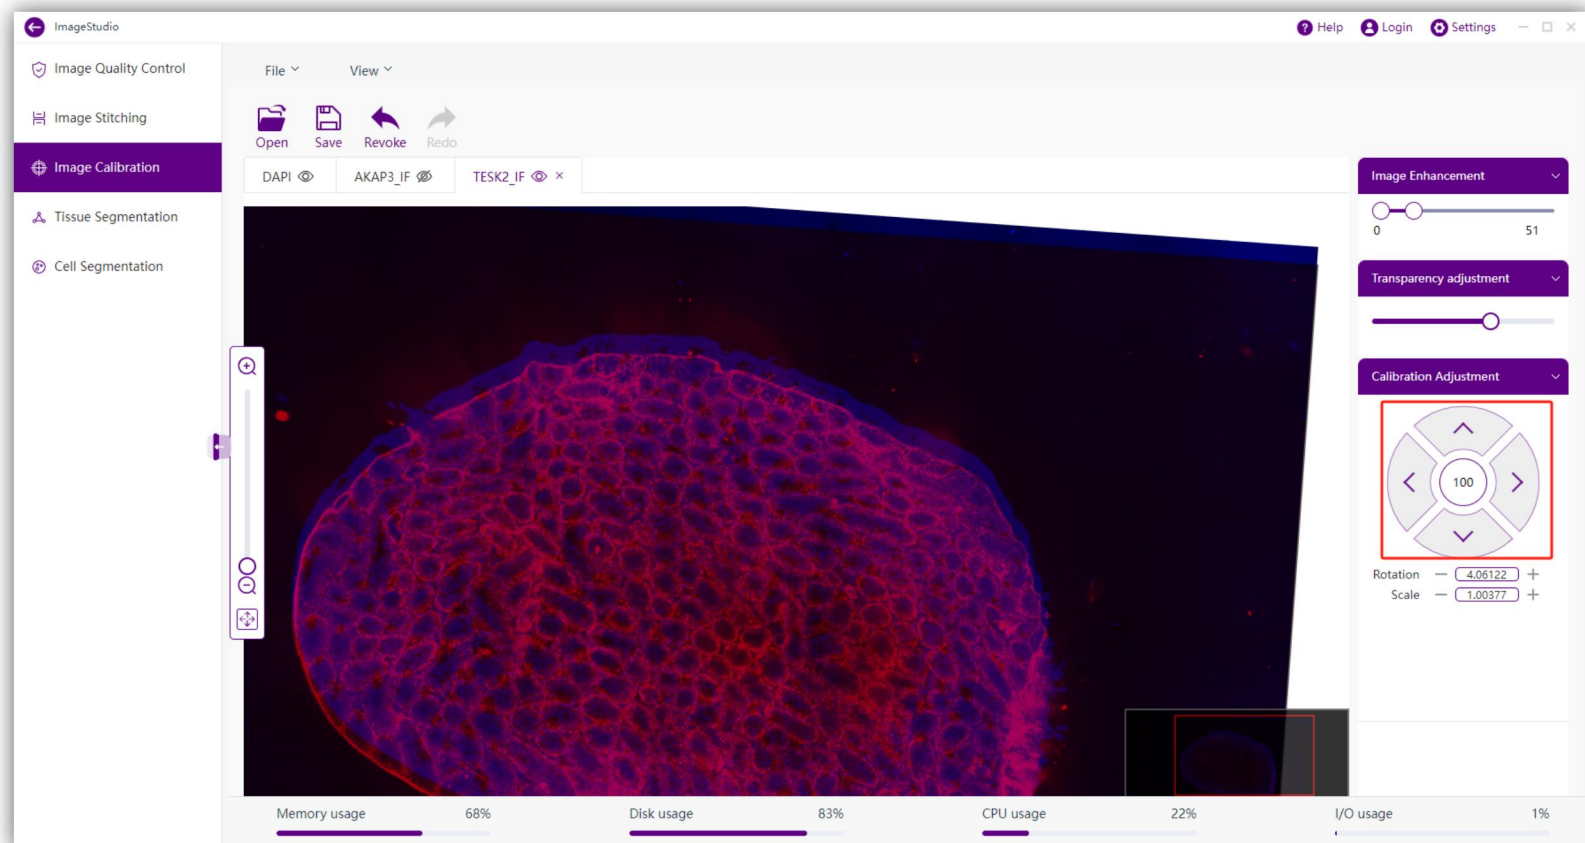 ImageStudio
Help Login Settings
Image Quality Control
Image Stitching
Image Calibration
Tissue Segmentation
Cell Segmentation
File View
Open Save Revoke Redo
DAPI AKAP3_IF TESK2_IF ×
Image Enhancement
0 51
Transparency adjustment
Calibration Adjustment
100
Rotation — 4.06122 +
Scale — 1.00377 +
Memory usage 68% Disk usage 83% CPU usage 22% I/O usage 1%